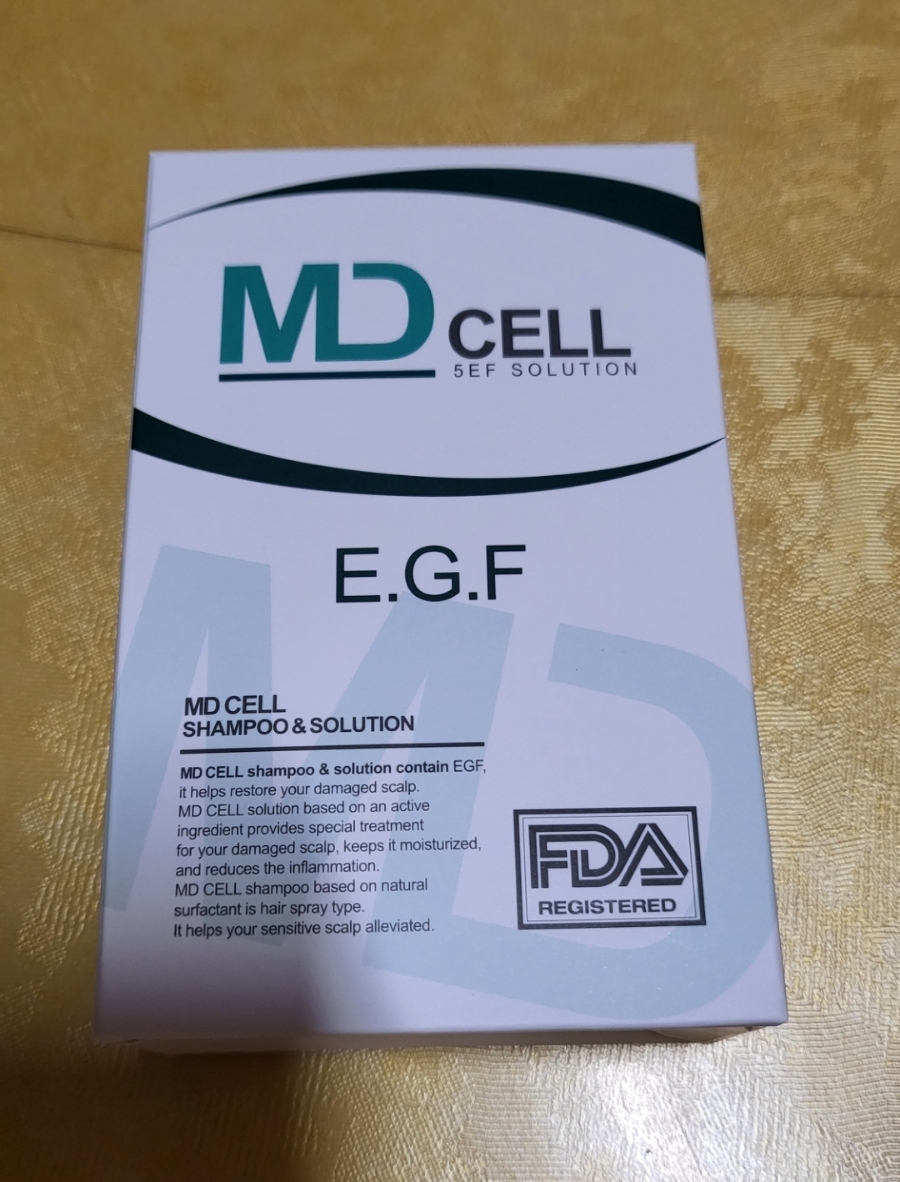 MD CELL
5EF SOLUTION
E.G.F
MD CELL
SHAMPOO & SOLUTION
MD CELL shampoo & solution contain EGF,
it helps restore your damaged scalp.
MD CELL solution based on an active
ingredient provides special treatment
for your damaged scalp, keeps it moisturized,
and reduces the inflammation.
MD CELL shampoo based on natural
surfactant is hair spray type.
It helps your sensitive scalp alleviated.
FDA
REGISTERED
MD